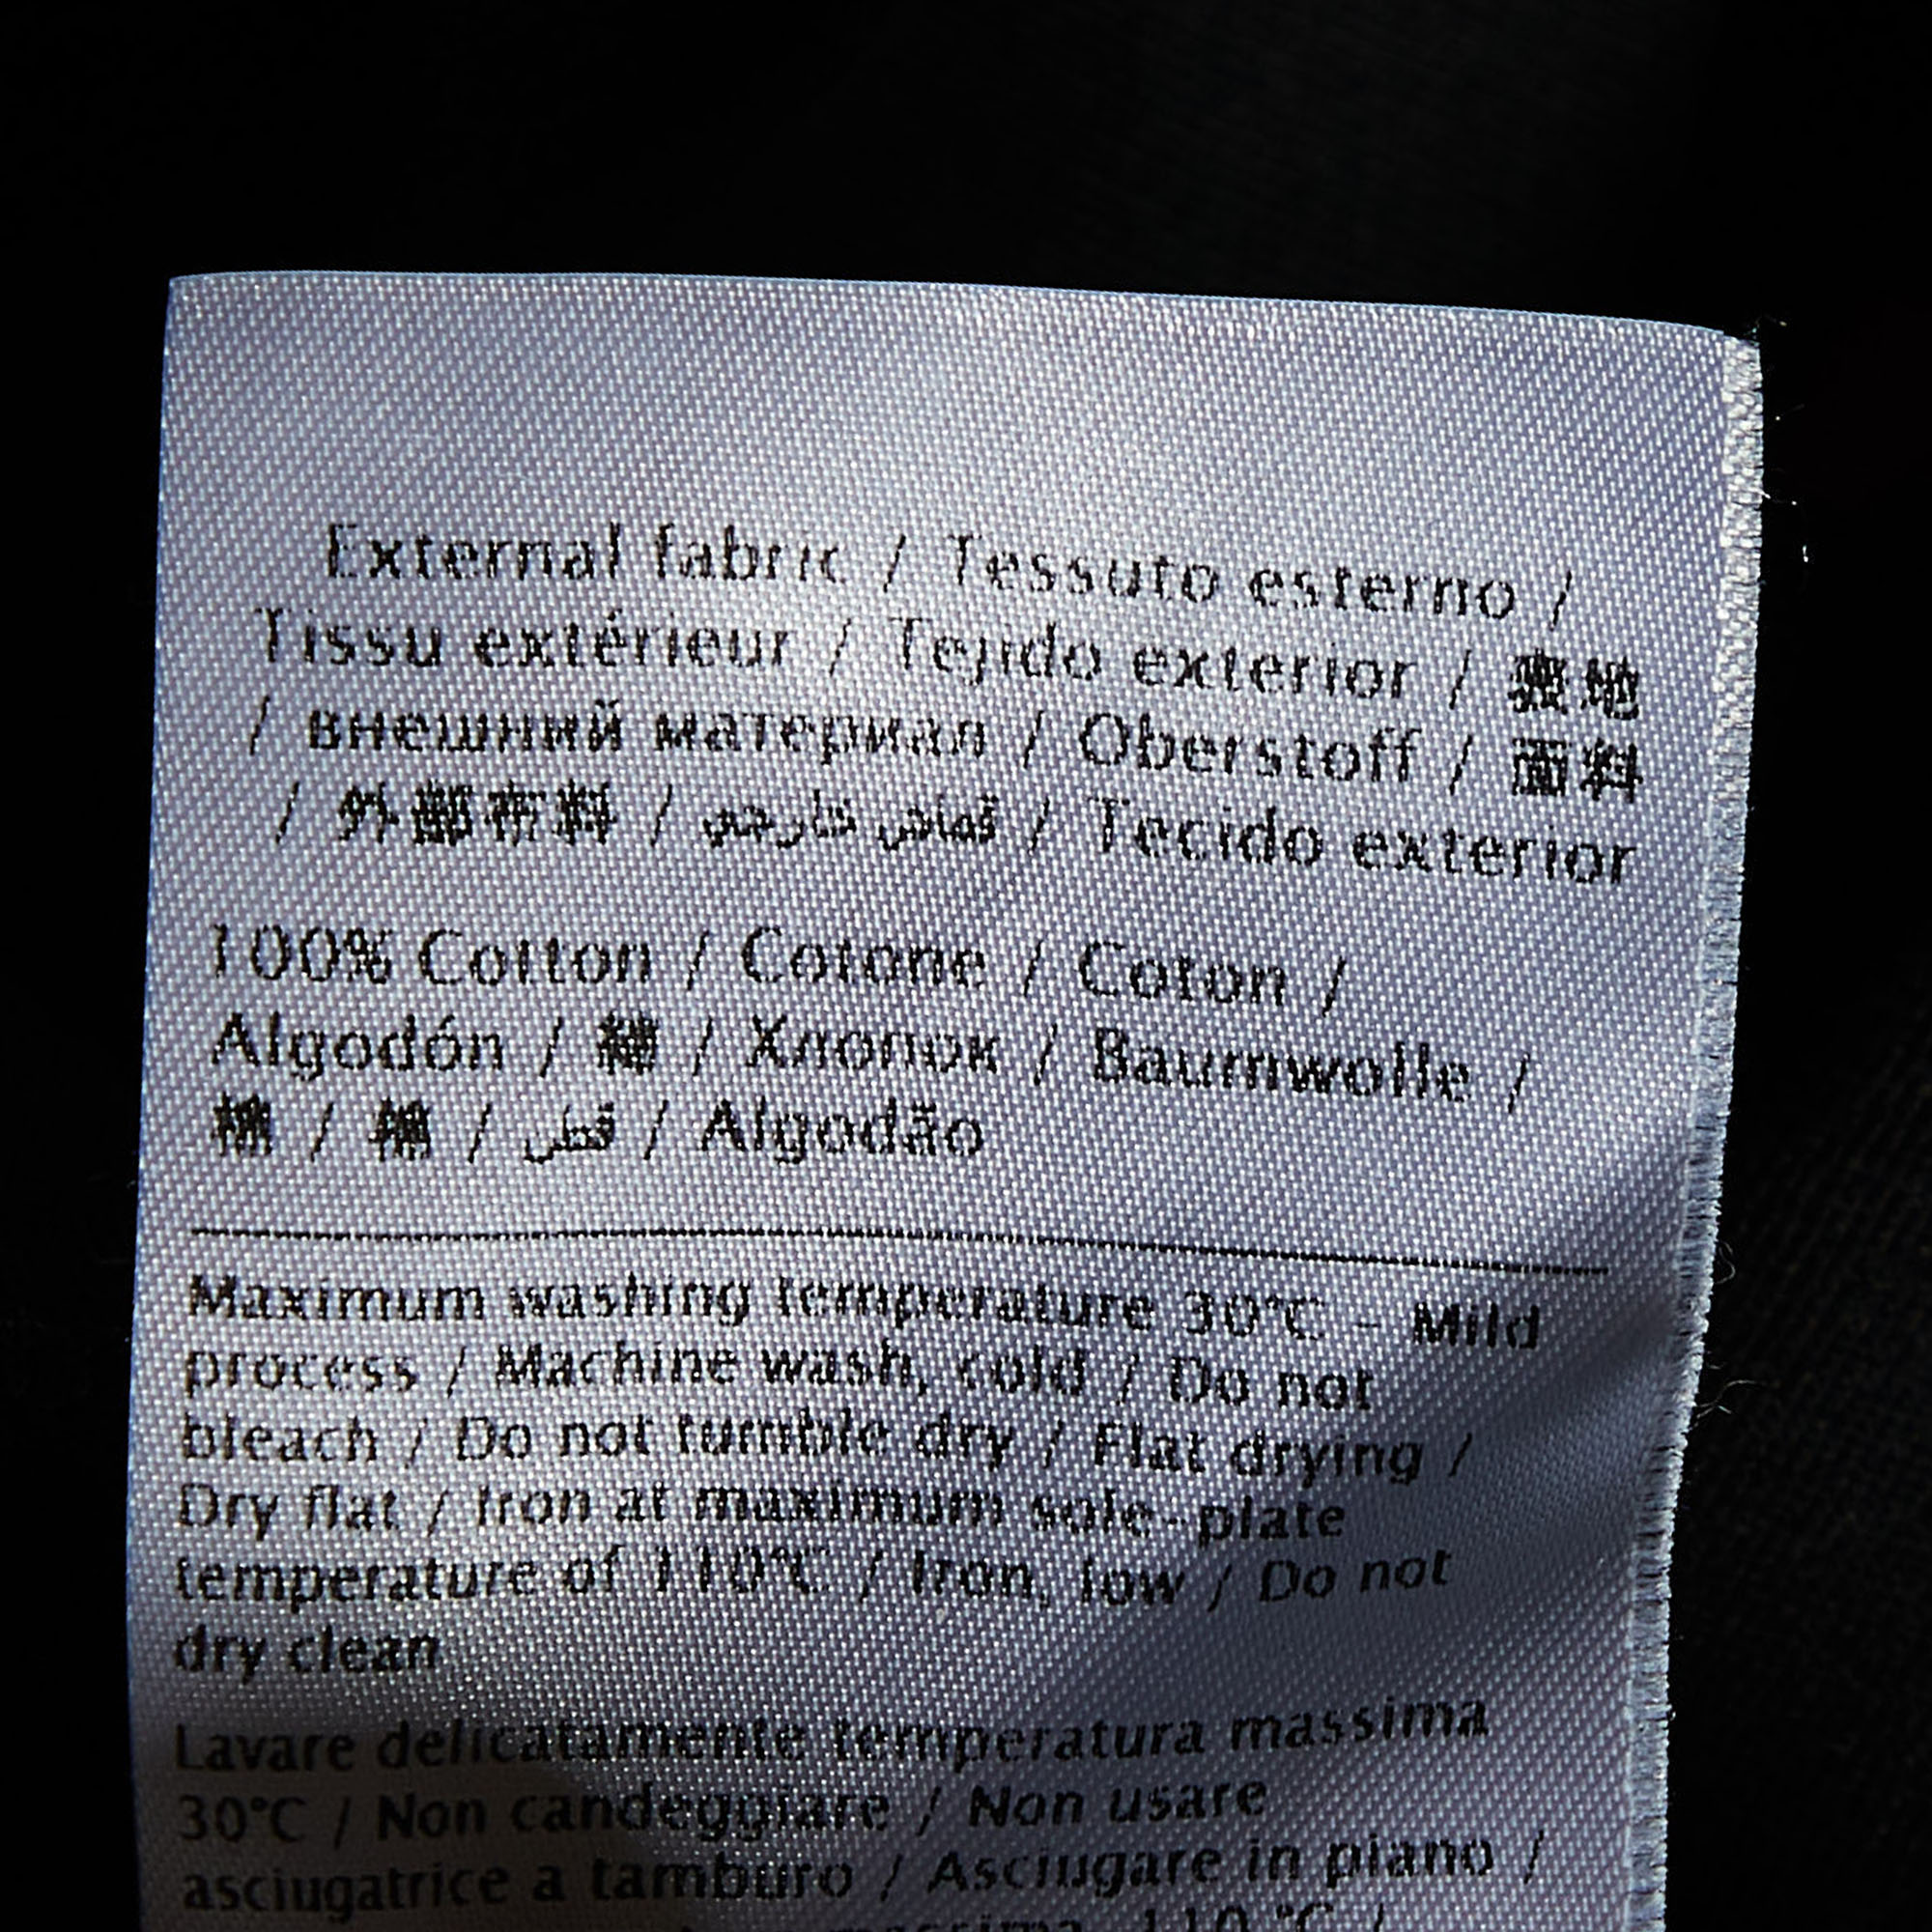 External fabric / Tessuto esterno /
Tissu extérieur / Tejido exterior / 表地
/ внешний материал / Oberstoff / 面料
/ 外部布料 / قماش خارجي / Tecido exterior
100% Cotton / Cotone / Coton /
Algodón / 綿 / Хлопок / Baumwolle /
棉 / 棉 / قطن / Algodão
Maximum washing temperature 30°C - Mild
process / Machine wash, cold / Do not
bleach / Do not tumble dry / Flat drying /
Dry flat / Iron at maximum sole-plate
temperature of 110°C / Iron, low / Do not
dry clean
Lavare delicatamente temperatura massima
30°C / Non candeggiare / Non usare
asciugatrice a tamburo / Asciugare in piano /
massima 110 °C /